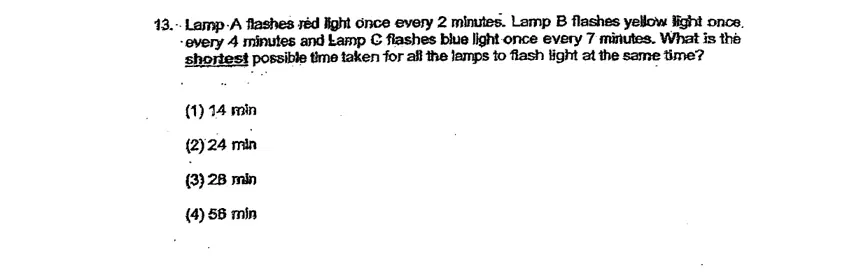 13. Lamp A flashes red light once every 2 minutes. Lamp B flashes yellow light once
every 4 minutes and Lamp C flashes blue light once every 7 minutes. What is the
shortest possible time taken for all the lamps to flash light at the same time?
(1) 14 min
(2) 24 min
(3) 28 min
(4) 56 min